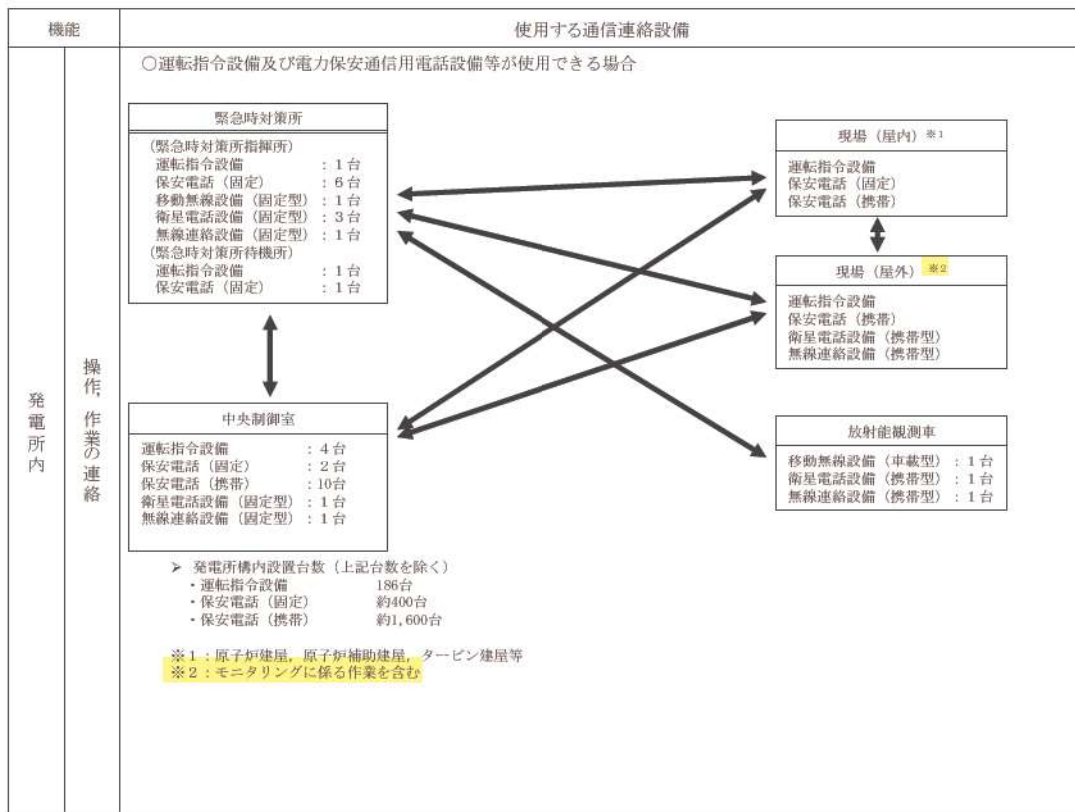 機能
使用する通信連絡設備
発電所内
操作，作業の連絡
○運転指令設備及び電力保安通信用電話設備等が使用できる場合
緊急時対策所
（緊急時対策所指揮所）
運転指令設備 ：1台
保安電話（固定） ：6台
移動無線設備（固定型）：1台
衛星電話設備（固定型）：3台
無線連絡設備（固定型）：1台
（緊急時対策所待機所）
運転指令設備 ：1台
保安電話（固定） ：1台
中央制御室
運転指令設備 ：4台
保安電話（固定） ：2台
保安電話（携帯） ：10台
衛星電話設備（固定型）：1台
無線連絡設備（固定型）：1台
現場（屋内）※1
運転指令設備
保安電話（固定）
保安電話（携帯）
現場（屋外）※2
運転指令設備
保安電話（携帯）
衛星電話設備（携帯型）
無線連絡設備（携帯型）
放射能観測車
移動無線設備（車載型）：1台
衛星電話設備（携帯型）：1台
無線連絡設備（携帯型）：1台
➢ 発電所構内設置台数（上記台数を除く）
・運転指令設備 186台
・保安電話（固定） 約400台
・保安電話（携帯） 約1,600台
※1：原子炉建屋，原子炉補助建屋，タービン建屋等
※2：モニタリングに係る作業を含む